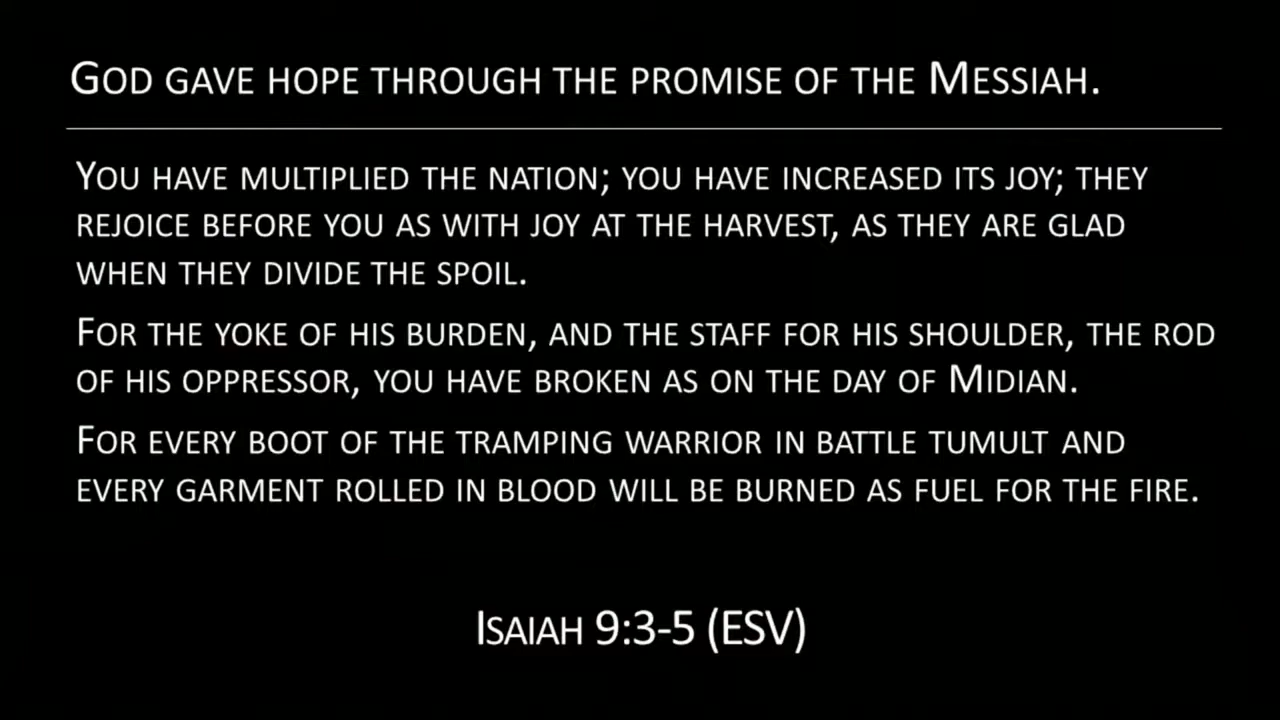 God gave hope through the promise of the Messiah.
You have multiplied the nation; you have increased its joy; they
rejoice before you as with joy at the harvest, as they are glad
when they divide the spoil.
For the yoke of his burden, and the staff for his shoulder, the rod
of his oppressor, you have broken as on the day of Midian.
For every boot of the tramping warrior in battle tumult and
every garment rolled in blood will be burned as fuel for the fire.
Isaiah 9:3-5 (ESV)